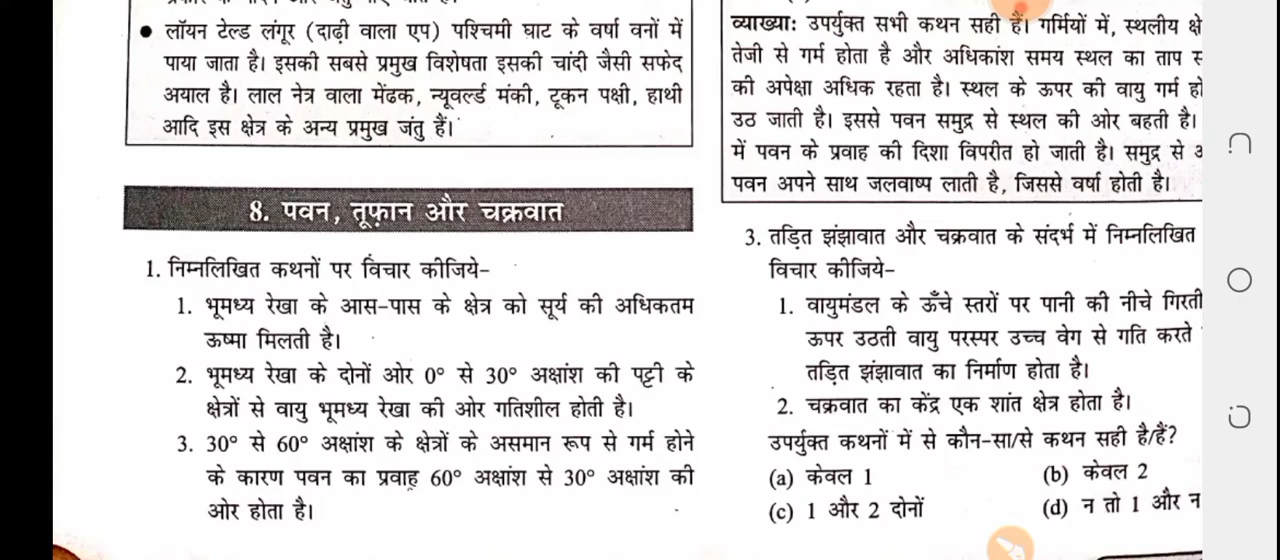 ● लॉयन टेल्ड लंगूर (दाढ़ी वाला एप) पश्चिमी घाट के वर्षा वनों में
पाया जाता है। इसकी सबसे प्रमुख विशेषता इसकी चांदी जैसी सफेद
अयाल है। लाल नेत्र वाला मेंढक, न्यूवर्ल्ड मंकी, टूकन पक्षी, हाथी
आदि इस क्षेत्र के अन्य प्रमुख जंतु हैं।
8. पवन, तूफ़ान और चक्रवात
1. निम्नलिखित कथनों पर विचार कीजिये-
1. भूमध्य रेखा के आस-पास के क्षेत्र को सूर्य की अधिकतम
ऊष्मा मिलती है।
2. भूमध्य रेखा के दोनों ओर 0° से 30° अक्षांश की पट्टी के
क्षेत्रों से वायु भूमध्य रेखा की ओर गतिशील होती है।
3. 30° से 60° अक्षांश के क्षेत्रों के असमान रूप से गर्म होने
के कारण पवन का प्रवाह 60° अक्षांश से 30° अक्षांश की
ओर होता है।
व्याख्याः उपर्युक्त सभी कथन सही हैं। गर्मियों में, स्थलीय क्षे
तेजी से गर्म होता है और अधिकांश समय स्थल का ताप स
की अपेक्षा अधिक रहता है। स्थल के ऊपर की वायु गर्म हो
उठ जाती है। इससे पवन समुद्र से स्थल की ओर बहती है।
में पवन के प्रवाह की दिशा विपरीत हो जाती है। समुद्र से
पवन अपने साथ जलवाष्प लाती है, जिससे वर्षा होती है।
3. तड़ित झंझावात और चक्रवात के संदर्भ में निम्नलिखित
विचार कीजिये-
1. वायुमंडल के ऊँचे स्तरों पर पानी की नीचे गिरती
ऊपर उठती वायु परस्पर उच्च वेग से गति करते
तड़ित झंझावात का निर्माण होता है।
2. चक्रवात का केंद्र एक शांत क्षेत्र होता है।
उपर्युक्त कथनों में से कौन-सा/से कथन सही है/हैं?
(a) केवल 1 (b) केवल 2
(c) 1 और 2 दोनों (d) न तो 1 और न